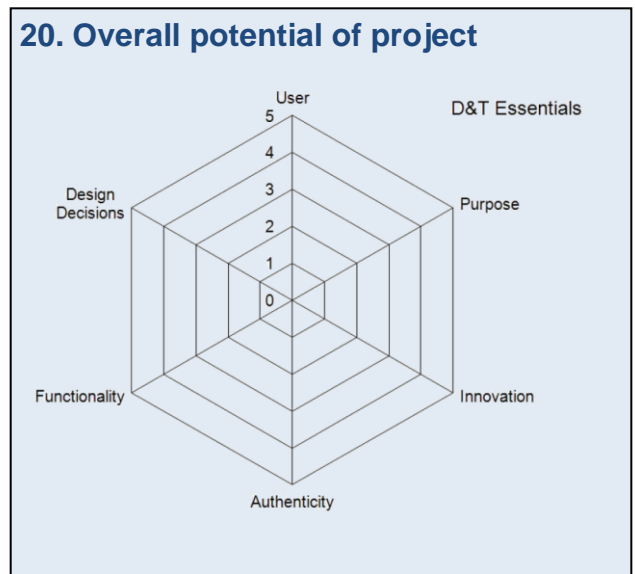 20. Overall potential of project
User
D&T Essentials
5
4
3
2
1
0
Design
Decisions
Purpose
Functionality
Innovation
Authenticity